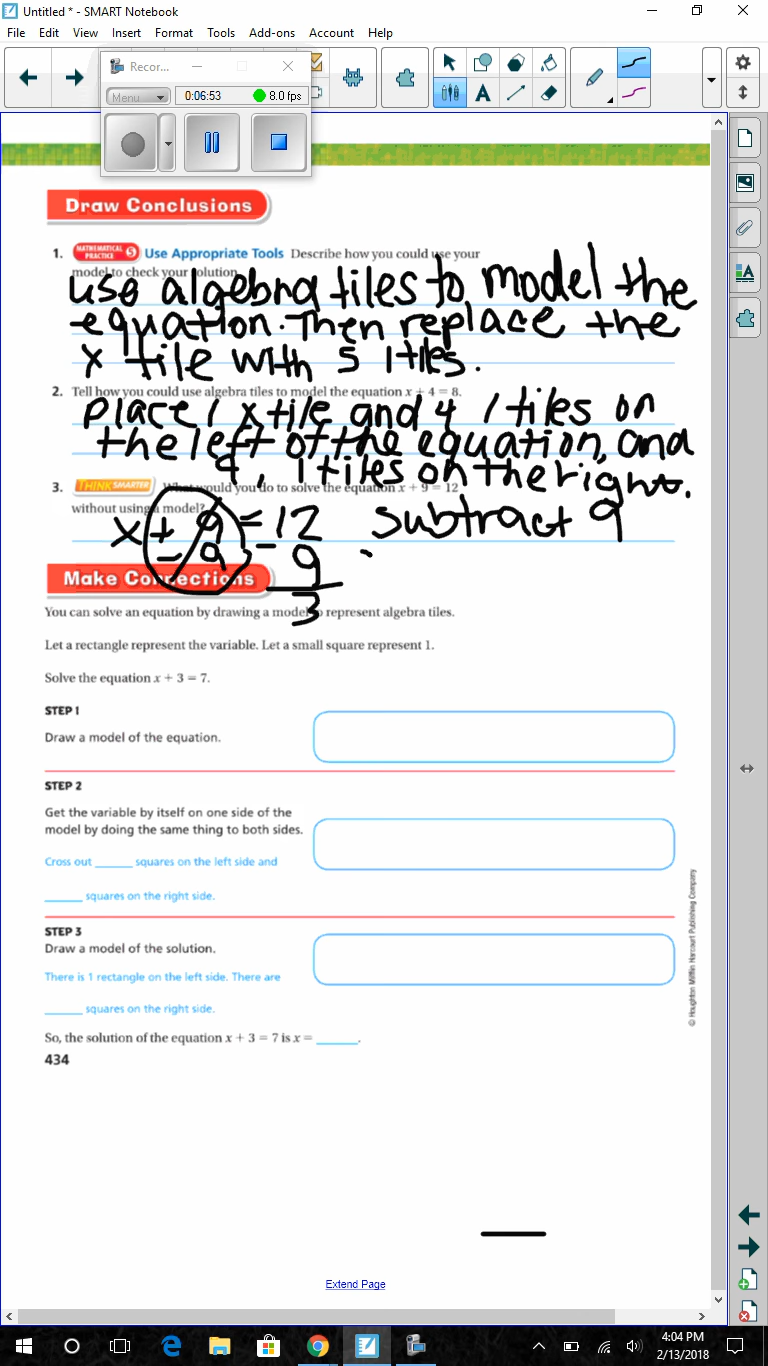 Untitled * - SMART Notebook
File Edit View Insert Format Tools Add-ons Account Help
Recor...
Menu 0:06:53 8.0 fps
Draw Conclusions
1. MATHEMATICAL PRACTICE 5 Use Appropriate Tools Describe how you could use your
model to check your solution.
use algebra tiles to model the
equation. Then replace the
x tile with 5 1 tiles.
2. Tell how you could use algebra tiles to model the equation x + 4 = 8.
place 1 x tile and 4 1 tiles on
the left of the equation, and
1 tiles on the right.
3. THINK SMARTER What would you do to solve the equation x + 9 = 12
without using a model?
x + 9 = 12 subtract 9
- 9 - 9
3
Make Connections
You can solve an equation by drawing a model to represent algebra tiles.
Let a rectangle represent the variable. Let a small square represent 1.
Solve the equation x + 3 = 7.
STEP 1
Draw a model of the equation.
STEP 2
Get the variable by itself on one side of the
model by doing the same thing to both sides.
Cross out ______ squares on the left side and
______ squares on the right side.
STEP 3
Draw a model of the solution.
There is 1 rectangle on the left side. There are
______ squares on the right side.
So, the solution of the equation x + 3 = 7 is x = ______.
434
© Houghton Mifflin Harcourt Publishing Company
Extend Page
4:04 PM
2/13/2018